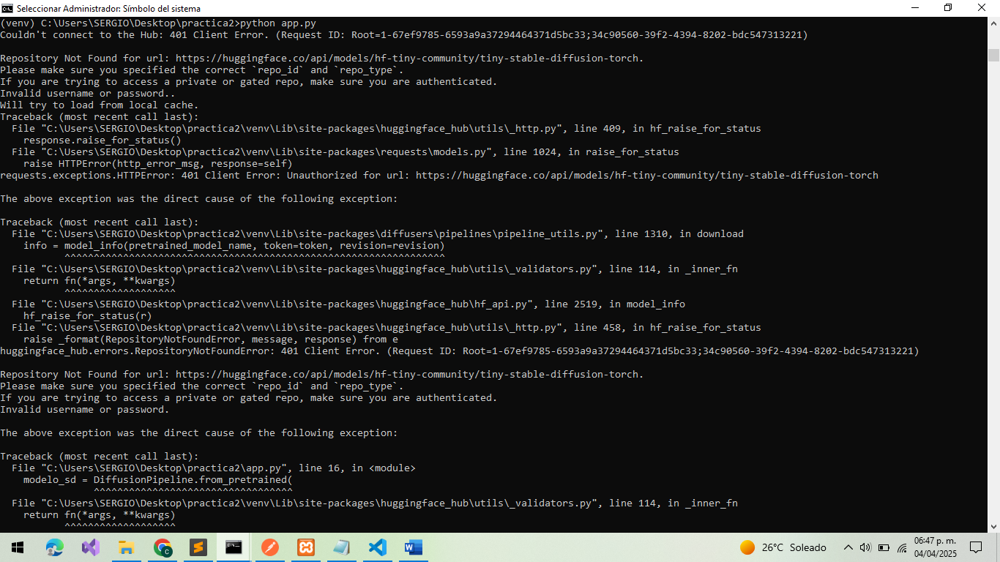 Seleccionar Administrador: Símbolo del sistema
(venv) C:\Users\SERGIO\Desktop\practica2>python app.py
Couldn't connect to the Hub: 401 Client Error. (Request ID: Root=1-67ef9785-6593a9a37294464371d5bc33;34c90560-39f2-4394-8202-bdc547313221)

Repository Not Found for url: https://huggingface.co/api/models/hf-tiny-community/tiny-stable-diffusion-torch.
Please make sure you specified the correct `repo_id` and `repo_type`.
If you are trying to access a private or gated repo, make sure you are authenticated.
Invalid username or password..
Will try to load from local cache.
Traceback (most recent call last):
  File "C:\Users\SERGIO\Desktop\practica2\venv\Lib\site-packages\huggingface_hub\utils\_http.py", line 409, in hf_raise_for_status
    response.raise_for_status()
  File "C:\Users\SERGIO\Desktop\practica2\venv\Lib\site-packages\requests\models.py", line 1024, in raise_for_status
    raise HTTPError(http_error_msg, response=self)
requests.exceptions.HTTPError: 401 Client Error: Unauthorized for url: https://huggingface.co/api/models/hf-tiny-community/tiny-stable-diffusion-torch

The above exception was the direct cause of the following exception:

Traceback (most recent call last):
  File "C:\Users\SERGIO\Desktop\practica2\venv\Lib\site-packages\diffusers\pipelines\pipeline_utils.py", line 1310, in download
    info = model_info(pretrained_model_name, token=token, revision=revision)
           ^^^^^^^^^^^^^^^^^^^^^^^^^^^^^^^^^^^^^^^^^^^^^^^^^^^^^^^^^^^^^^^^^
  File "C:\Users\SERGIO\Desktop\practica2\venv\Lib\site-packages\huggingface_hub\utils\_validators.py", line 114, in _inner_fn
    return fn(*args, **kwargs)
           ^^^^^^^^^^^^^^^^^^^
  File "C:\Users\SERGIO\Desktop\practica2\venv\Lib\site-packages\huggingface_hub\hf_api.py", line 2519, in model_info
    hf_raise_for_status(r)
  File "C:\Users\SERGIO\Desktop\practica2\venv\Lib\site-packages\huggingface_hub\utils\_http.py", line 458, in hf_raise_for_status
    raise _format(RepositoryNotFoundError, message, response) from e
huggingface_hub.errors.RepositoryNotFoundError: 401 Client Error. (Request ID: Root=1-67ef9785-6593a9a37294464371d5bc33;34c90560-39f2-4394-8202-bdc547313221)

Repository Not Found for url: https://huggingface.co/api/models/hf-tiny-community/tiny-stable-diffusion-torch.
Please make sure you specified the correct `repo_id` and `repo_type`.
If you are trying to access a private or gated repo, make sure you are authenticated.
Invalid username or password.

The above exception was the direct cause of the following exception:

Traceback (most recent call last):
  File "C:\Users\SERGIO\Desktop\practica2\app.py", line 16, in <module>
    modelo_sd = DiffusionPipeline.from_pretrained(
                ^^^^^^^^^^^^^^^^^^^^^^^^^^^^^^^^^^
  File "C:\Users\SERGIO\Desktop\practica2\venv\Lib\site-packages\huggingface_hub\utils\_validators.py", line 114, in _inner_fn
    return fn(*args, **kwargs)
           ^^^^^^^^^^^^^^^^^^^
26°C Soleado
06:47 p. m.
04/04/2025